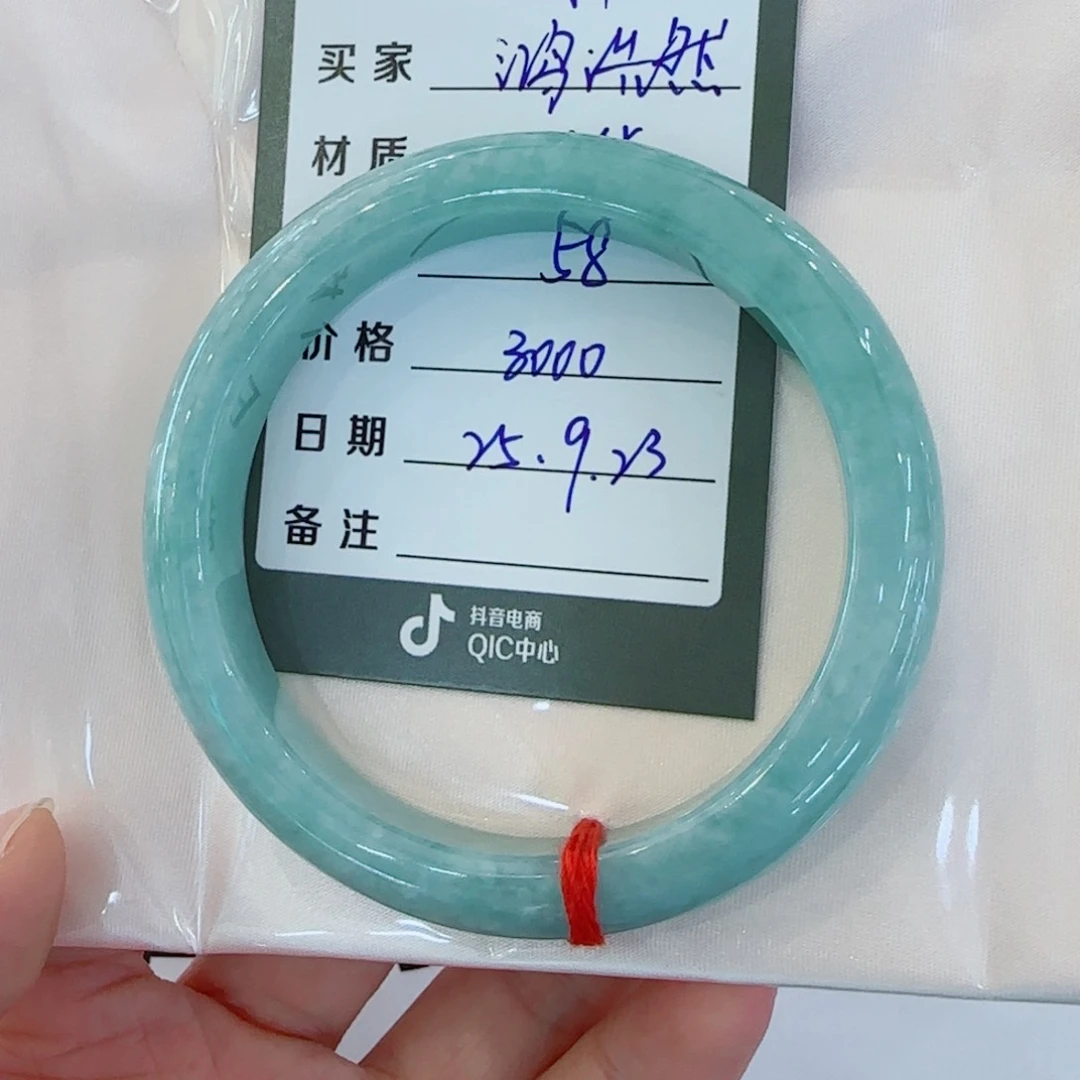 买家 鸿浩然
材质
58
价格 3000
日期 25.9.23
备注
抖音电商
QIC中心